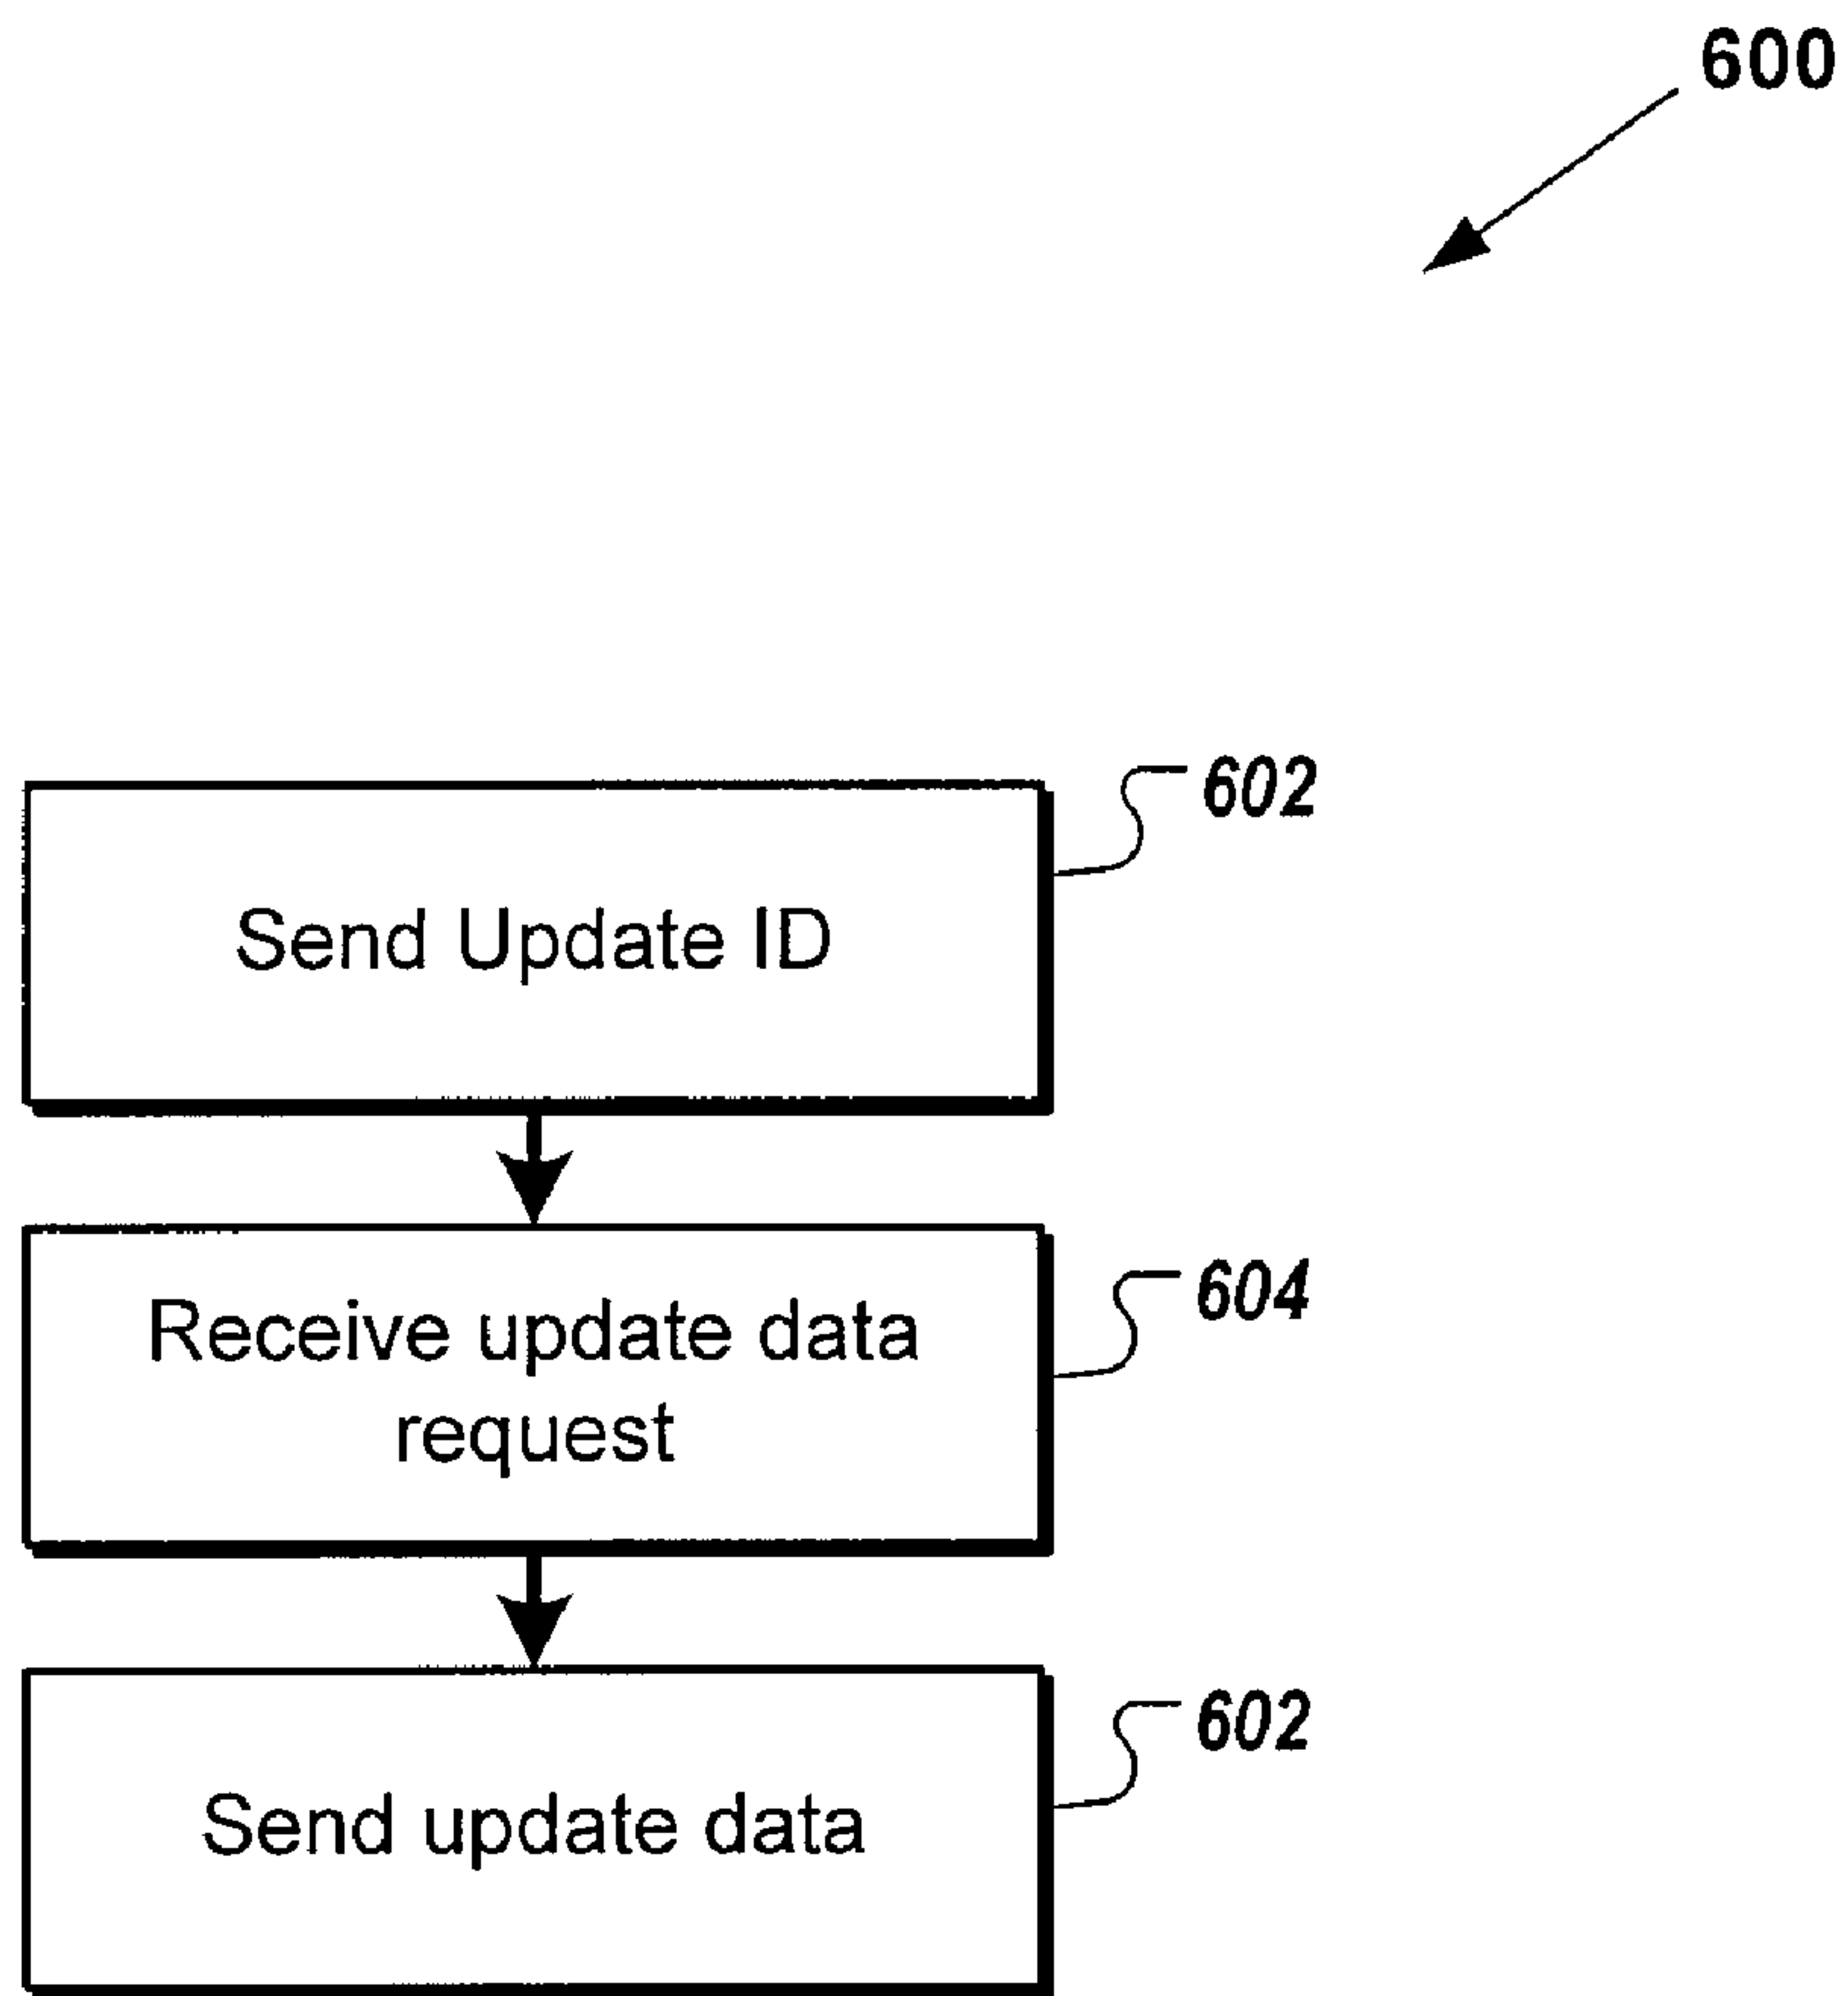 600
602
Send Update ID
604
Receive update data
request
602
Send update data